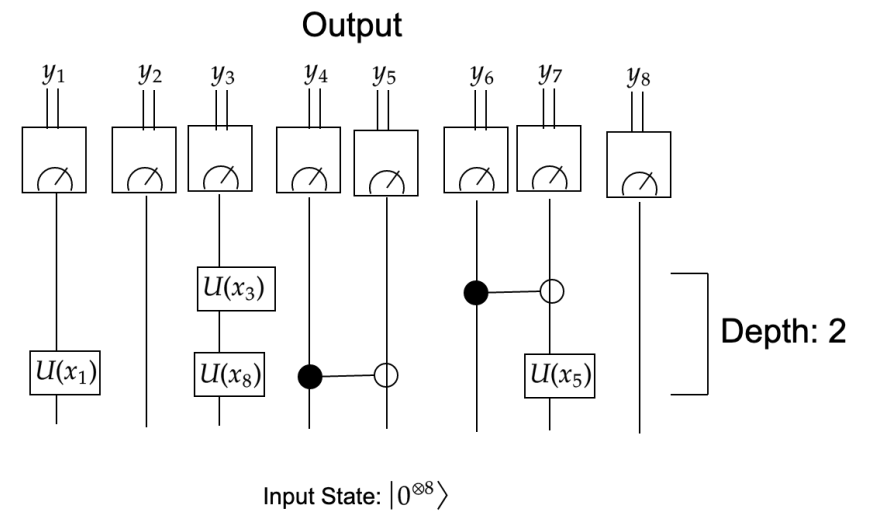 Output
y₁ y₂ y₃ y₄ y₅ y₆ y₇ y₈
U(x₃)
U(x₁) U(x₈) U(x₅)
Depth: 2
Input State: |0^⊗8⟩